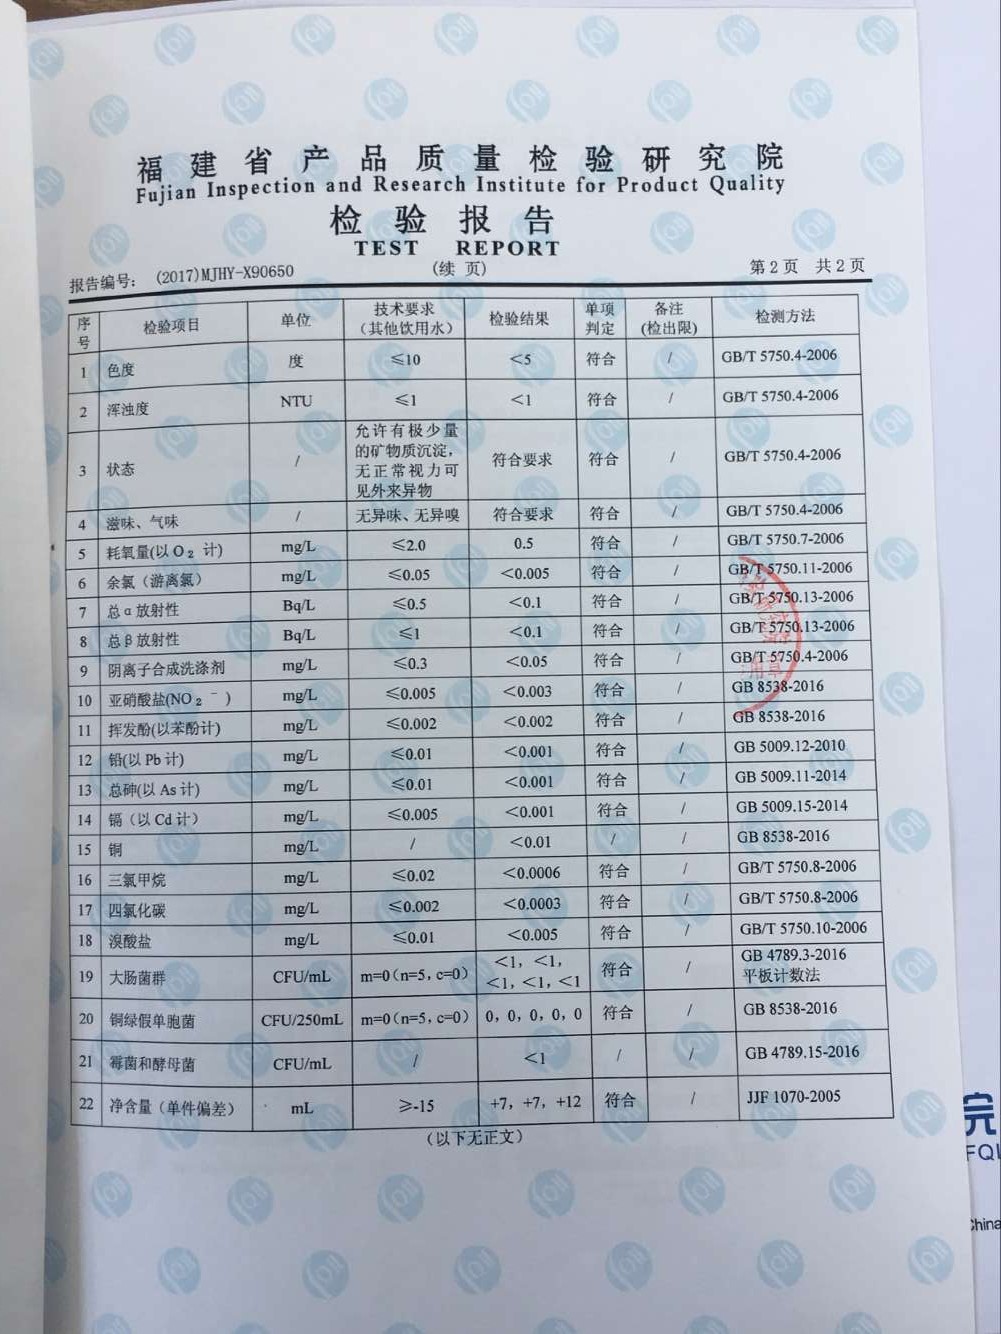 福建省产品质量检验研究院
Fujian Inspection and Research Institute for Product Quality
检验报告
TEST REPORT
报告编号: (2017)MJHY-X90650 (续 页) 第 2 页 共 2 页
序号 检验项目 单位 技术要求(其他饮用水) 检验结果 单项判定 备注(检出限) 检测方法
1 色度 度 ≤10 <5 符合 / GB/T 5750.4-2006
2 浑浊度 NTU ≤1 <1 符合 / GB/T 5750.4-2006
3 状态 / 允许有极少量的矿物质沉淀,无正常视力可见外来异物 符合要求 符合 / GB/T 5750.4-2006
4 滋味、气味 / 无异味、无异嗅 符合要求 符合 / GB/T 5750.4-2006
5 耗氧量(以 O₂ 计) mg/L ≤2.0 0.5 符合 / GB/T 5750.7-2006
6 余氯(游离氯) mg/L ≤0.05 <0.005 符合 / GB/T 5750.11-2006
7 总α放射性 Bq/L ≤0.5 <0.1 符合 / GB/T 5750.13-2006
8 总β放射性 Bq/L ≤1 <0.1 符合 / GB/T 5750.13-2006
9 阴离子合成洗涤剂 mg/L ≤0.3 <0.05 符合 / GB/T 5750.4-2006
10 亚硝酸盐(NO₂⁻) mg/L ≤0.005 <0.003 符合 / GB 8538-2016
11 挥发酚(以苯酚计) mg/L ≤0.002 <0.002 符合 / GB 8538-2016
12 铅(以 Pb 计) mg/L ≤0.01 <0.001 符合 / GB 5009.12-2010
13 总砷(以 As 计) mg/L ≤0.01 <0.001 符合 / GB 5009.11-2014
14 镉(以 Cd 计) mg/L ≤0.005 <0.001 符合 / GB 5009.15-2014
15 铜 mg/L / <0.01 / / GB 8538-2016
16 三氯甲烷 mg/L ≤0.02 <0.0006 符合 / GB/T 5750.8-2006
17 四氯化碳 mg/L ≤0.002 <0.0003 符合 / GB/T 5750.8-2006
18 溴酸盐 mg/L ≤0.01 <0.005 符合 / GB/T 5750.10-2006
19 大肠菌群 CFU/mL m=0(n=5, c=0) <1, <1, <1, <1, <1 符合 / GB 4789.3-2016 平板计数法
20 铜绿假单胞菌 CFU/250mL m=0(n=5, c=0) 0, 0, 0, 0, 0 符合 / GB 8538-2016
21 霉菌和酵母菌 CFU/mL / <1 / / GB 4789.15-2016
22 净含量(单件偏差) mL ≥-15 +7, +7, +12 符合 / JJF 1070-2005
(以下无正文)
China